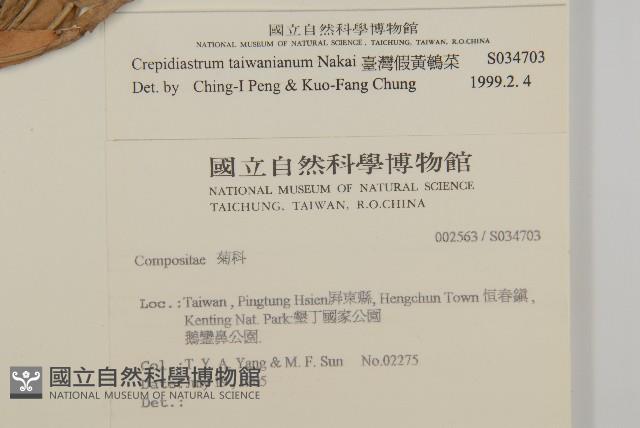 國立自然科學博物館
NATIONAL MUSEUM OF NATURAL SCIENCE, TAICHUNG, TAIWAN, R.O.CHINA
Crepidiastrum taiwanianum Nakai 臺灣假黃鵪菜 S034703
Det. by Ching-I Peng & Kuo-Fang Chung 1999.2. 4
國立自然科學博物館
NATIONAL MUSEUM OF NATURAL SCIENCE
TAICHUNG, TAIWAN, R.O.CHINA
002563 / S034703
Compositae 菊科
Loc.:Taiwan , Pingtung Hsien屏東縣, Hengchun Town 恒春鎮 ,
Kenting Nat. Park:墾丁國家公園
鵝鑾鼻公園.
Col.:T. Y. A. Yang & M. F. Sun No.02275
Date:
Det.:
國立自然科學博物館
NATIONAL MUSEUM OF NATURAL SCIENCE